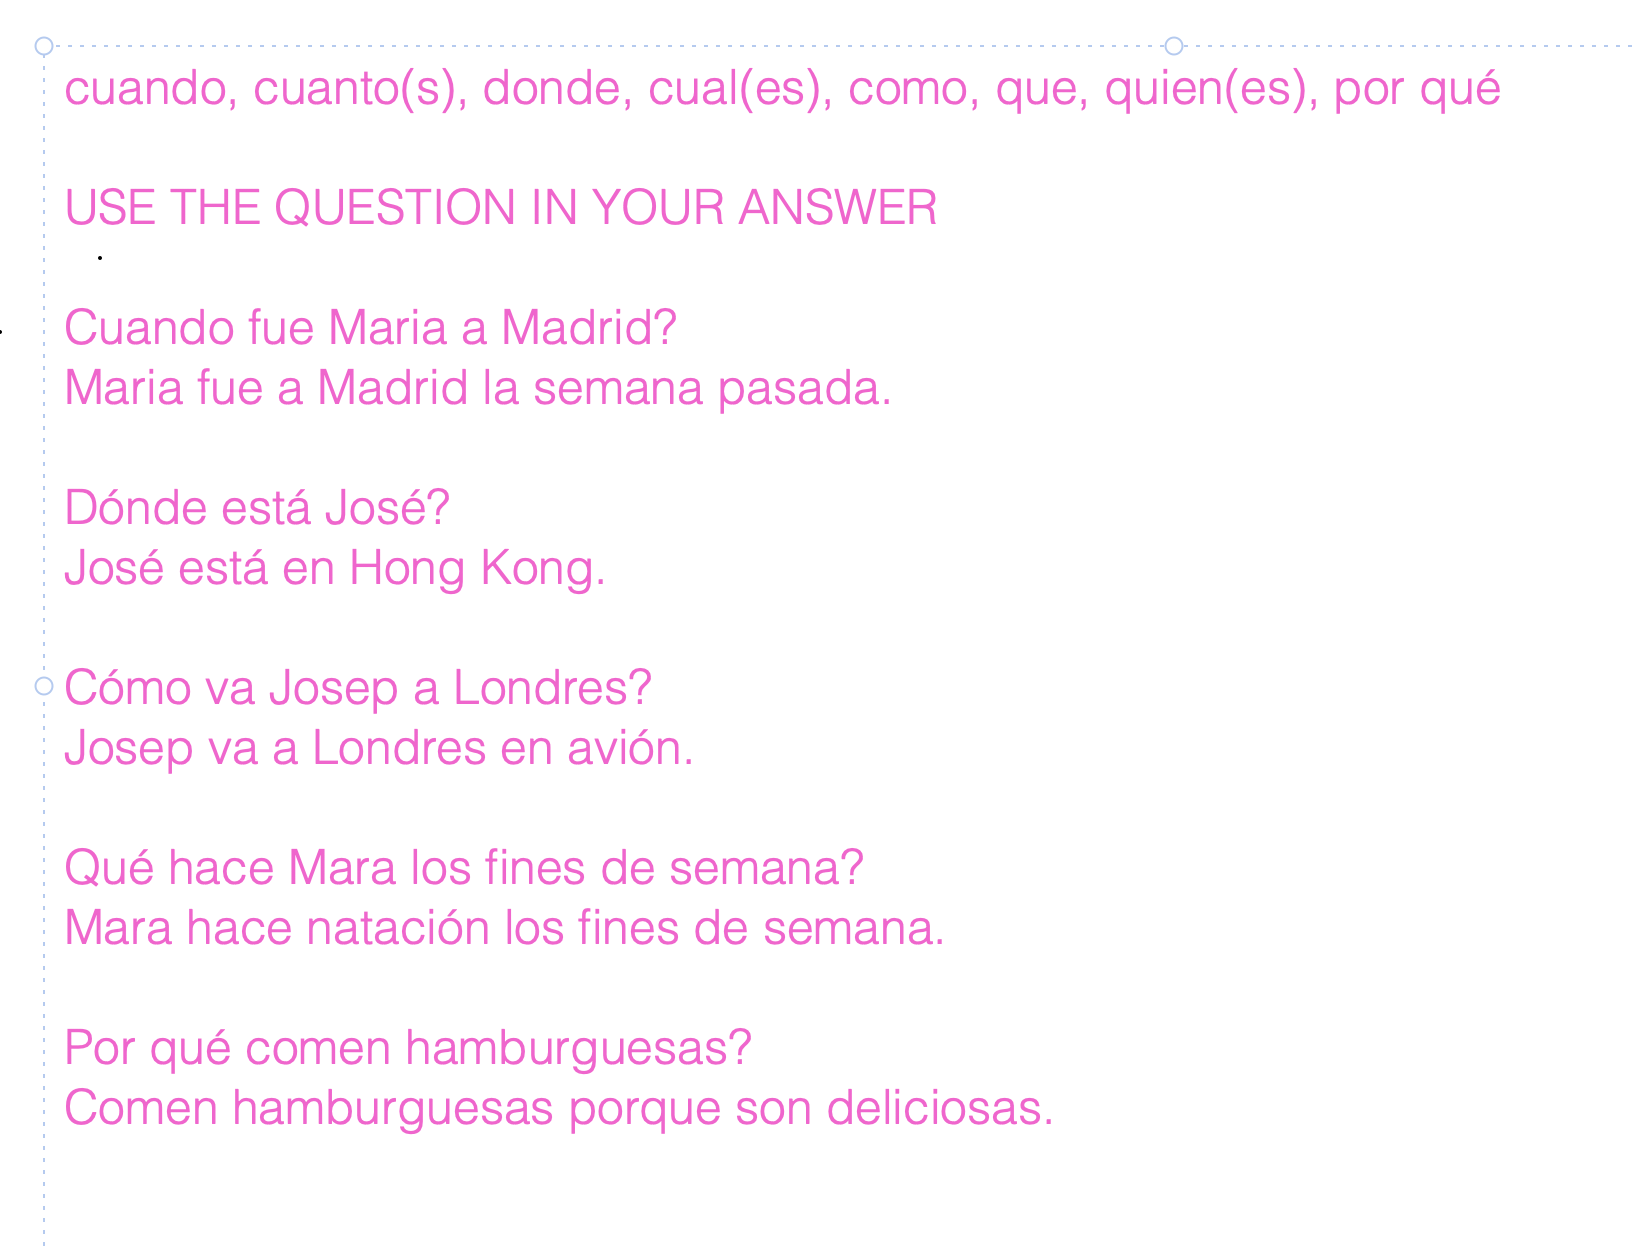 cuando, cuanto(s), donde, cual(es), como, que, quien(es), por qué
USE THE QUESTION IN YOUR ANSWER
Cuando fue Maria a Madrid?
Maria fue a Madrid la semana pasada.
Dónde está José?
José está en Hong Kong.
Cómo va Josep a Londres?
Josep va a Londres en avión.
Qué hace Mara los fines de semana?
Mara hace natación los fines de semana.
Por qué comen hamburguesas?
Comen hamburguesas porque son deliciosas.